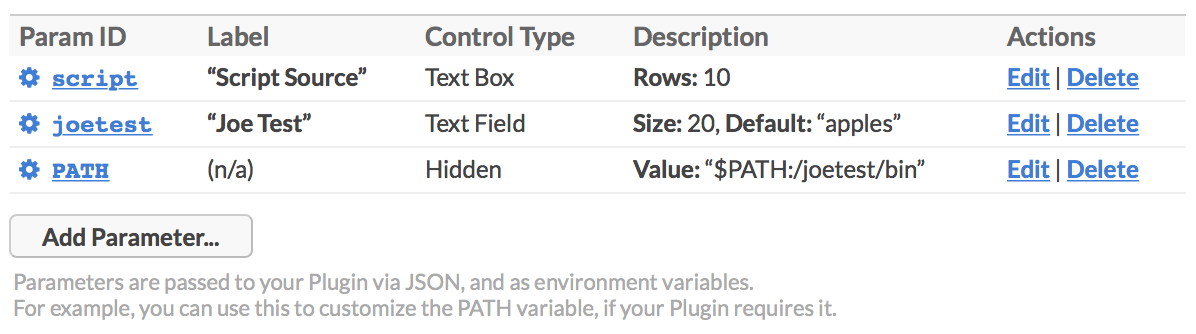 Param ID Label Control Type Description Actions
script “Script Source” Text Box Rows: 10 Edit | Delete
joetest “Joe Test” Text Field Size: 20, Default: “apples” Edit | Delete
PATH (n/a) Hidden Value: “$PATH:/joetest/bin” Edit | Delete
Add Parameter...
Parameters are passed to your Plugin via JSON, and as environment variables.
For example, you can use this to customize the PATH variable, if your Plugin requires it.